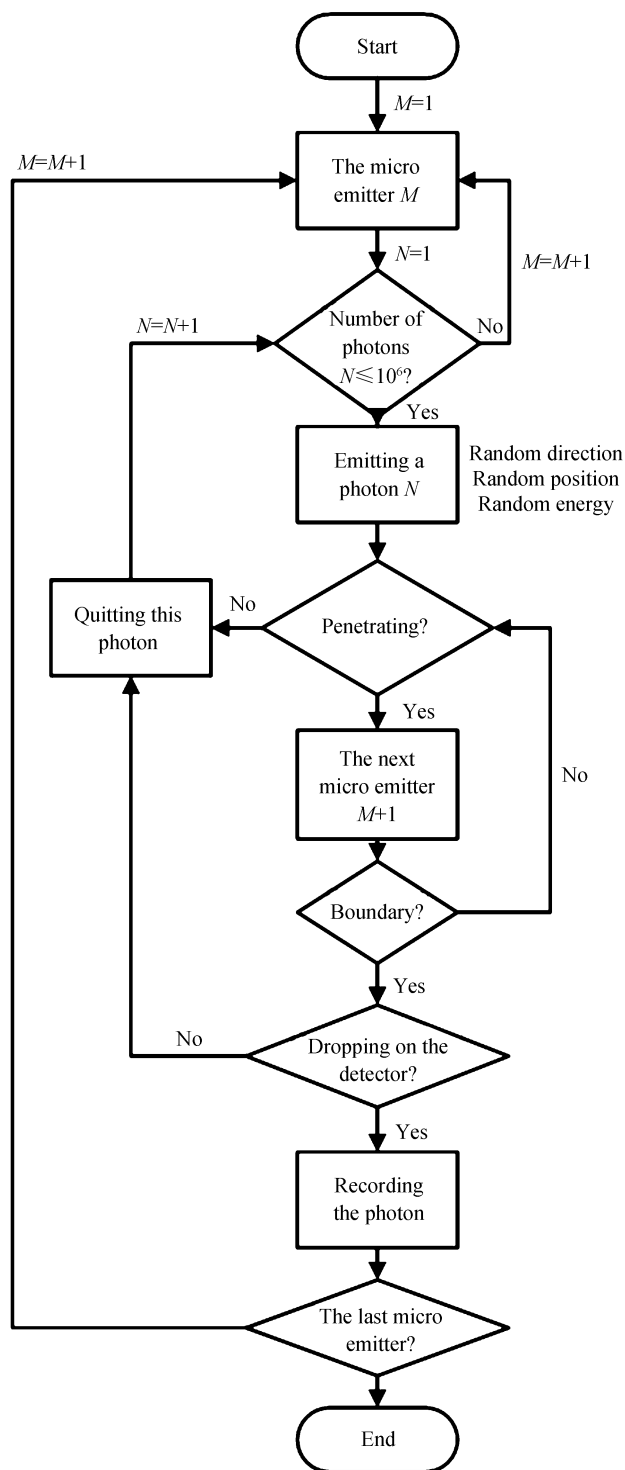 Start
M=1
M=M+1
The micro
emitter M
N=1
M=M+1
N=N+1
Number of
photons
N≤10⁶?
No
Yes
Emitting a
photon N
Random direction
Random position
Random energy
Quitting this
photon
No
Penetrating?
Yes
The next
micro emitter
M+1
No
Boundary?
Yes
No
Dropping on the
detector?
Yes
Recording
the photon
The last micro
emitter?
End